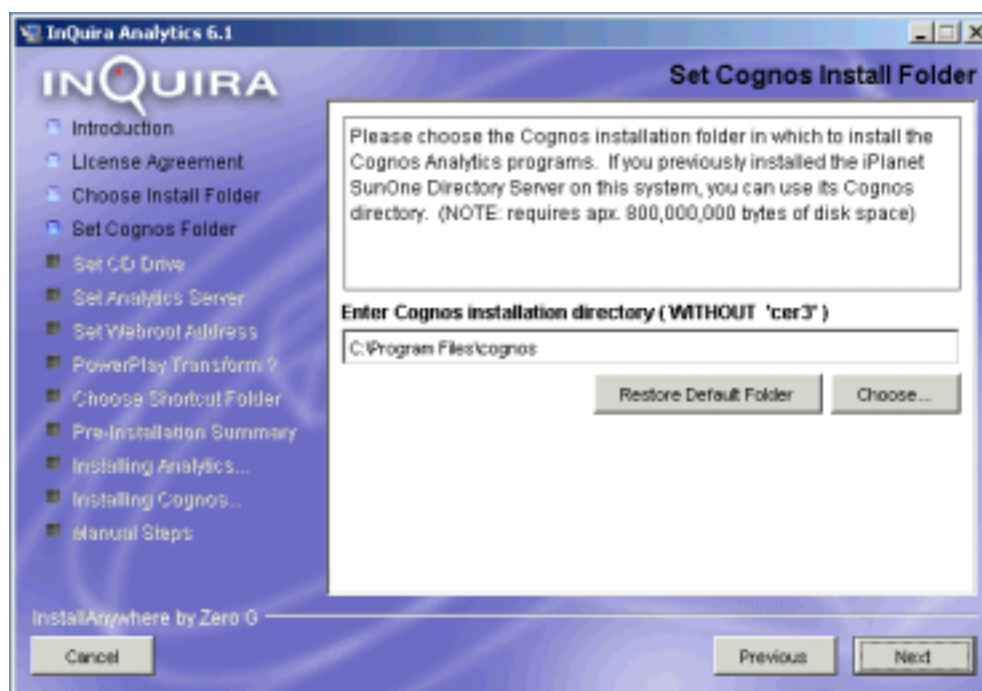 InQuira Analytics 6.1
INQUIRA
Set Cognos Install Folder
Introduction
License Agreement
Choose Install Folder
Set Cognos Folder
Set CD Drive
Set Analytics Server
Set Webroot Address
PowerPlay Transform ?
Choose Shortcut Folder
Pre-Installation Summary
Installing Analytics...
Installing Cognos...
Manual Steps
Please choose the Cognos installation folder in which to install the
Cognos Analytics programs. If you previously installed the iPlanet
SunOne Directory Server on this system, you can use its Cognos
directory. (NOTE: requires apx. 800,000,000 bytes of disk space)
Enter Cognos installation directory ( WITHOUT 'cer3' )
C:\Program Files\cognos
Restore Default Folder
Choose...
InstallAnywhere by Zero G
Cancel
Previous
Next